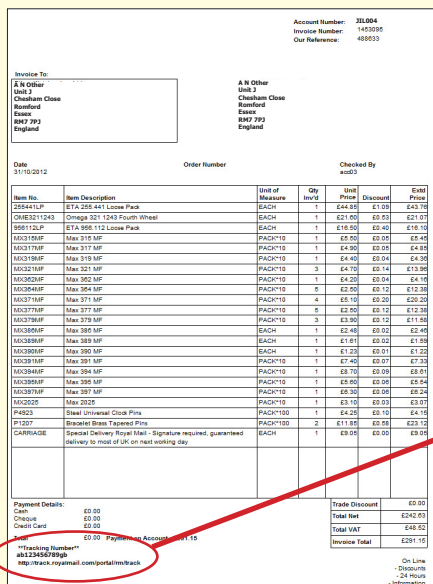 Account Number: JIL004
Invoice Number: 1453095
Our Reference: 488633
Invoice To:
A N Other
Unit J
Chesham Close
Romford
Essex
RM7 7PJ
England
A N Other
Unit J
Chesham Close
Romford
Essex
RM7 7PJ
England
Date Order Number Checked By
31/10/2012 acc03
Item No. Item Description Unit of Measure Qty Inv'd Unit Price Discount Extd Price
255441LP ETA 255.441 Loose Pack EACH 1 £44.85 £1.09 £43.76
OME3211243 Omega 321 1243 Fourth Wheel EACH 1 £21.60 £0.53 £21.07
956112LP ETA 956.112 Loose Pack EACH 1 £16.50 £0.40 £16.10
MX315MF Max 315 MF PACK*10 1 £5.50 £0.05 £5.45
MX317MF Max 317 MF PACK*10 1 £4.90 £0.05 £4.85
MX319MF Max 319 MF PACK*10 1 £4.40 £0.04 £4.36
MX321MF Max 321 MF PACK*10 3 £4.70 £0.14 £13.96
MX362MF Max 362 MF PACK*10 1 £4.20 £0.04 £4.16
MX364MF Max 364 MF PACK*10 5 £2.50 £0.12 £12.38
MX371MF Max 371 MF PACK*10 4 £5.10 £0.20 £20.20
MX377MF Max 377 MF PACK*10 5 £2.50 £0.12 £12.38
MX379MF Max 379 MF PACK*10 3 £3.90 £0.12 £11.58
MX386MF Max 386 MF EACH 1 £2.48 £0.02 £2.46
MX389MF Max 389 MF EACH 1 £1.61 £0.02 £1.59
MX390MF Max 390 MF EACH 1 £1.23 £0.01 £1.22
MX391MF Max 391 MF PACK*10 1 £7.40 £0.07 £7.33
MX394MF Max 394 MF PACK*10 1 £8.70 £0.09 £8.61
MX395MF Max 395 MF PACK*10 1 £5.60 £0.06 £5.54
MX397MF Max 397 MF PACK*10 1 £6.30 £0.06 £6.24
MX2025 Max 2025 PACK*10 1 £3.10 £0.03 £3.07
P4923 Steel Universal Clock Pins PACK*100 1 £4.25 £0.10 £4.15
P1207 Bracelet Brass Tapered Pins PACK*100 2 £11.85 £0.58 £23.12
CARRIAGE Special Delivery Royal Mail - Signature required, guaranteed EACH 1 £9.05 £0.00 £9.05
delivery to most of UK on next working day
Payment Details:
Cash £0.00
Cheque £0.00
Credit Card £0.00
Total £0.00 Payment on Account
Trade Discount £0.00
Total Net £242.63
Total VAT £48.52
Invoice Total £291.15
**Tracking Number**
ab123456789gb
http://track.royalmail.com/portal/rm/track
On Line
- Discounts
- 24 Hours
- Information